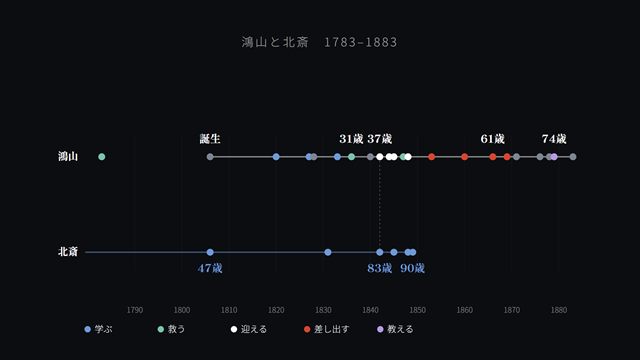 鴻山と北斎　1783–1883
誕生 31歳 37歳 61歳 74歳
鴻山
北斎
47歳 83歳 90歳
1790 1800 1810 1820 1830 1840 1850 1860 1870 1880
学ぶ 救う 迎える 差し出す 教える